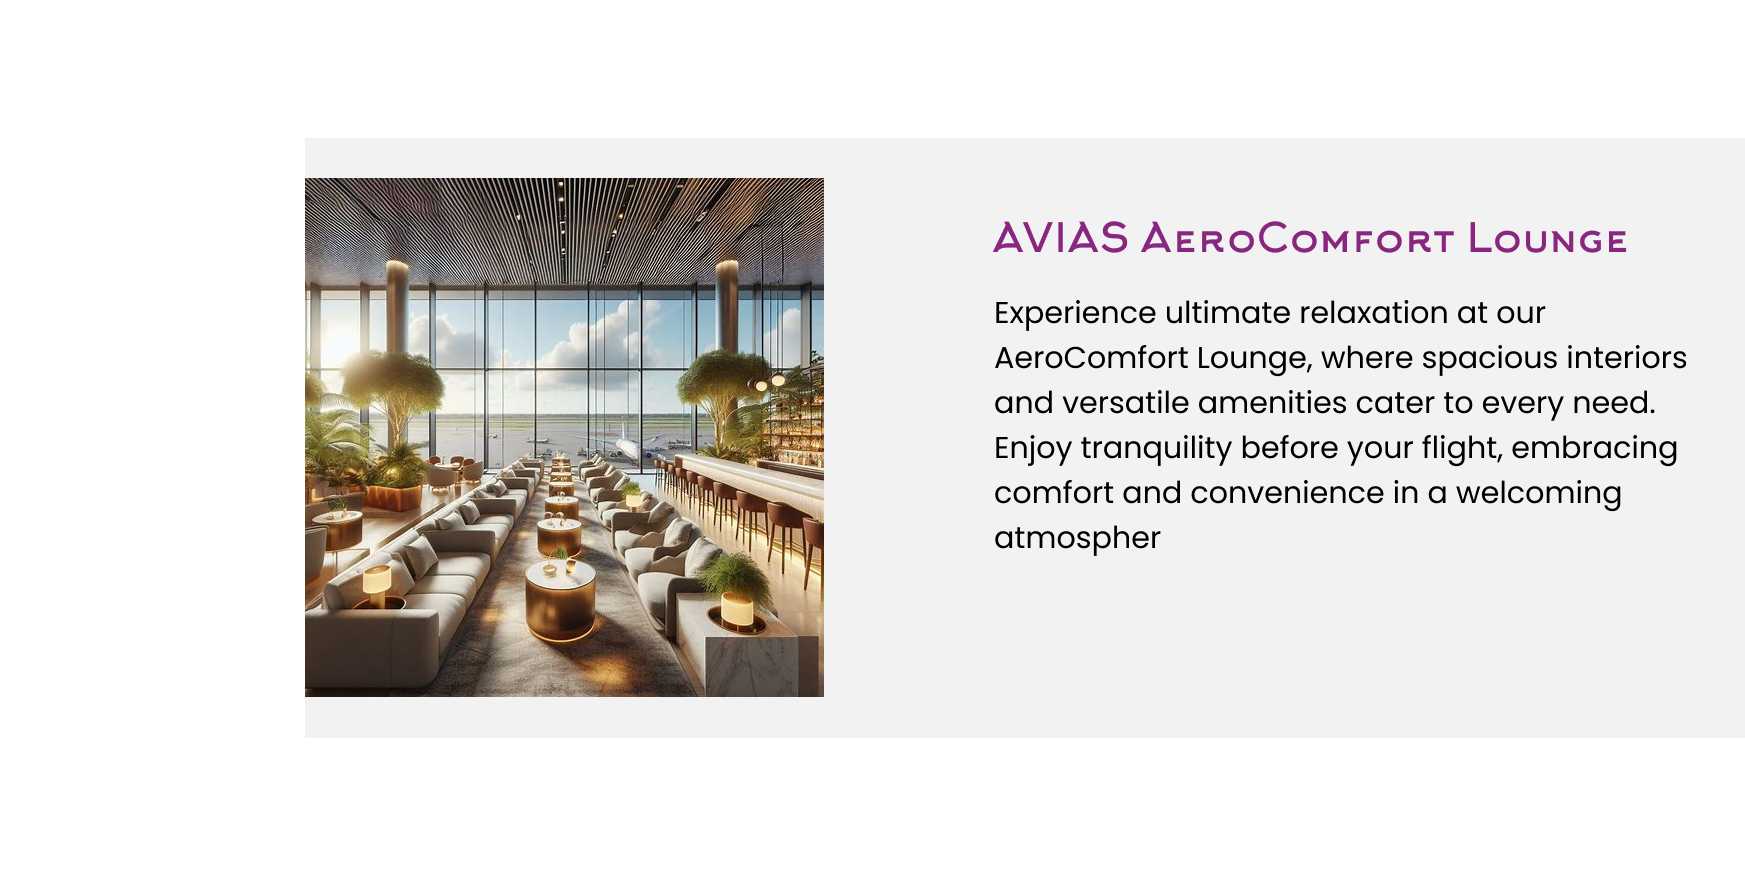 AVIAS AeroComfort Lounge
Experience ultimate relaxation at our
AeroComfort Lounge, where spacious interiors
and versatile amenities cater to every need.
Enjoy tranquility before your flight, embracing
comfort and convenience in a welcoming
atmospher